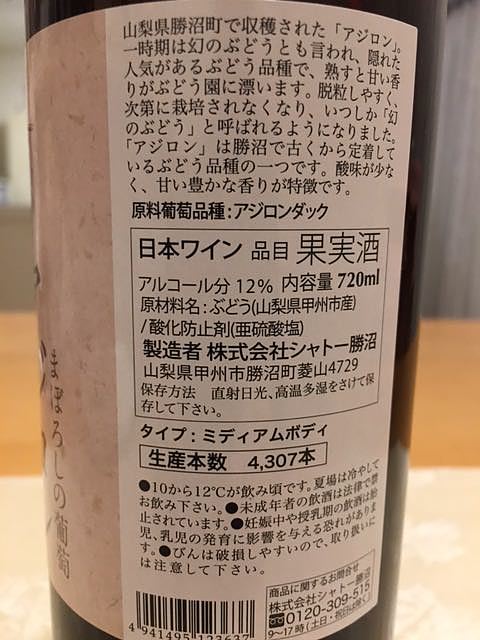 山梨県勝沼町で収穫された「アジロン」。
一時期は幻のぶどうとも言われ、隠れた
人気があるぶどう品種で、熟すと甘い香
りがぶどう園に漂います。脱粒しやすく、
次第に栽培されなくなり、いつしか「幻
のぶどう」と呼ばれるようになりました。
「アジロン」は勝沼で古くから定着して
いるぶどう品種の一つです。酸味が少な
く、甘い豊かな香りが特徴です。
原料葡萄品種：アジロンダック
日本ワイン 品目 果実酒
アルコール分 12% 内容量 720ml
原材料名：ぶどう(山梨県甲州市産)
/酸化防止剤(亜硫酸塩)
製造者 株式会社シャトー勝沼
山梨県甲州市勝沼町菱山4729
保存方法 直射日光、高温多湿をさけて保
存して下さい。
タイプ：ミディアムボディ
生産本数 4,307本
●10から12℃が飲み頃です。夏場は冷やして
お飲み下さい。●未成年者の飲酒は法律で禁
止されています。●妊娠中や授乳期の飲酒は胎
児、乳児の発育に影響を与える恐れがありま
す。●びんは破損しやすいので、取り扱いに
は注意して下さい。
商品に関するお問合せ
株式会社シャトー勝沼
0120-309-515
9〜17時(土日・祝日は除く)
4 941495 123637
まぼろしの葡萄